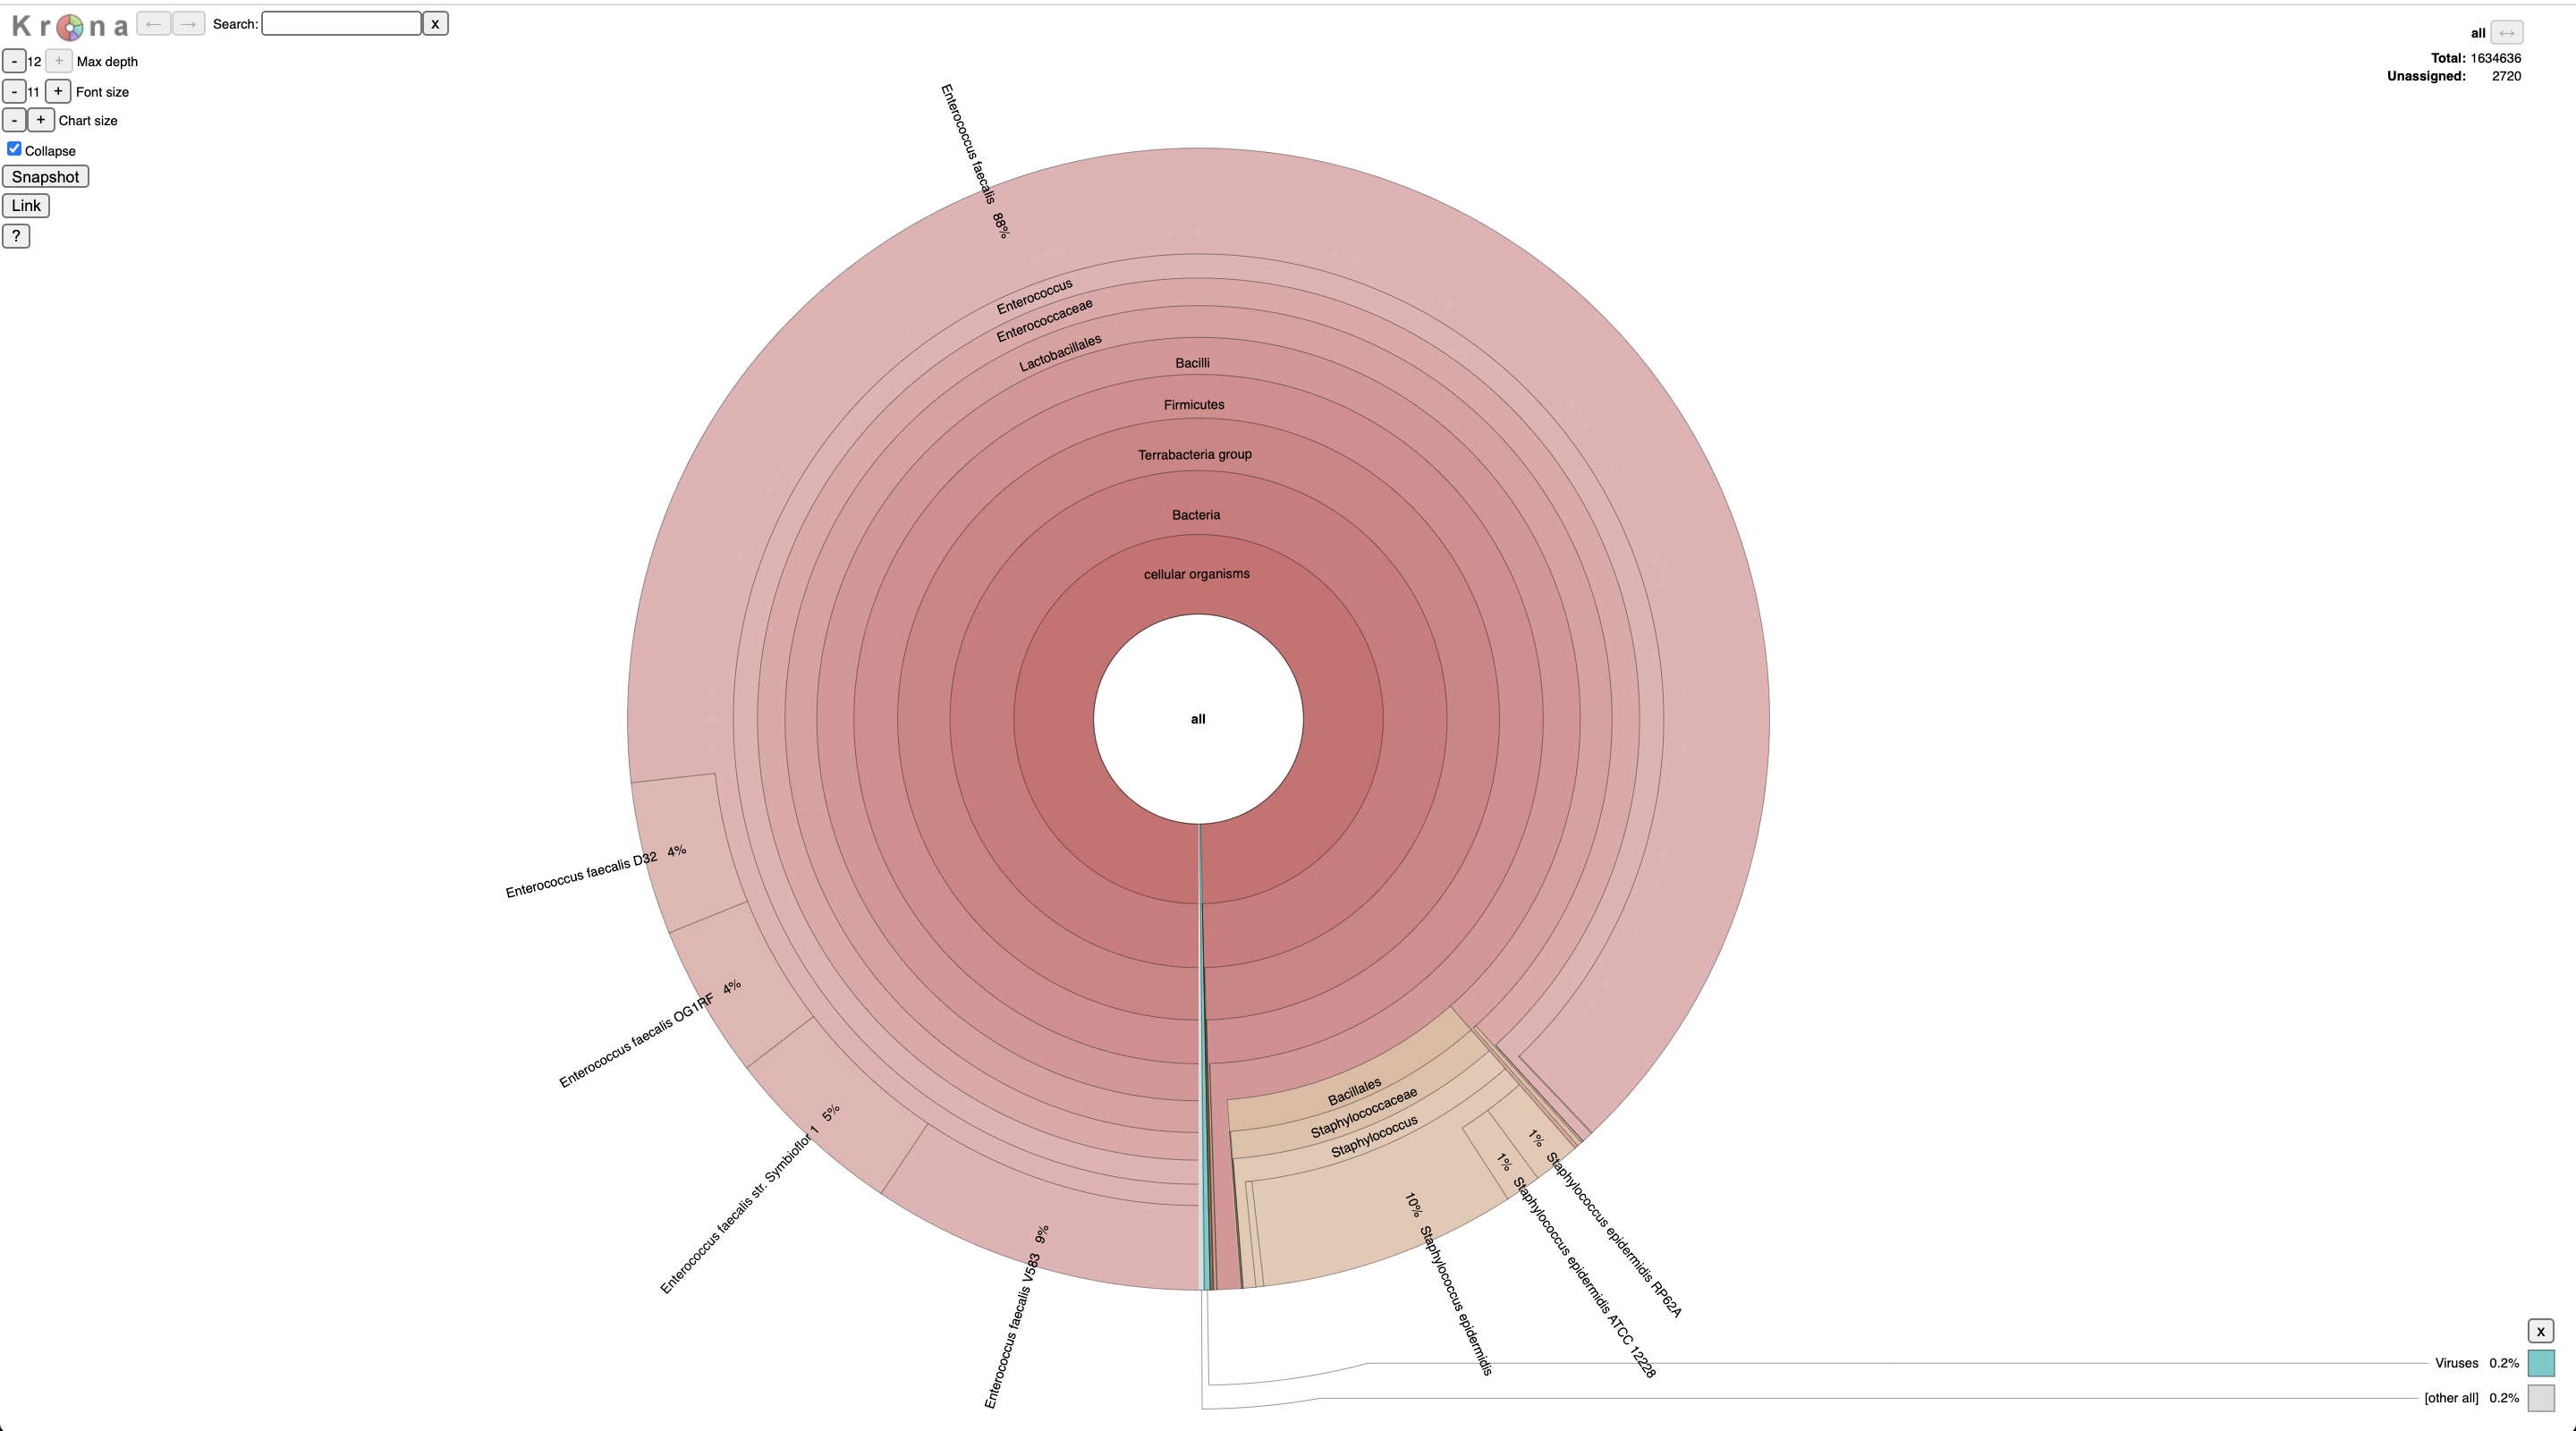 Krona ← → Search: x
- 12 + Max depth
- 11 + Font size
- + Chart size
Collapse
Snapshot
Link
?
all ↔
Total: 1634636
Unassigned: 2720
Enterococcus faecalis 88%
Enterococcus
Enterococcaceae
Lactobacillales
Bacilli
Firmicutes
Terrabacteria group
Bacteria
cellular organisms
all
Enterococcus faecalis D32 4%
Enterococcus faecalis OG1RF 4%
Enterococcus faecalis str. Symbioflor 1 5%
Enterococcus faecalis V583 9%
Bacillales
Staphylococcaceae
Staphylococcus
10% Staphylococcus epidermidis
1% Staphylococcus epidermidis ATCC 12228
1% Staphylococcus epidermidis RP62A
x
Viruses 0.2%
[other all] 0.2%